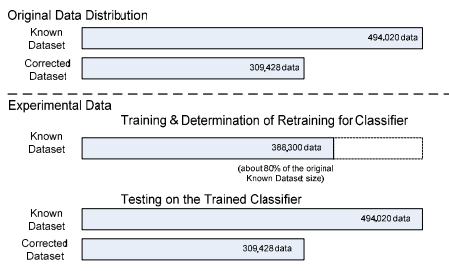 Original Data Distribution
Known
Dataset
494,020 data
Corrected
Dataset
309,428 data
Experimental Data
Training & Determination of Retraining for Classifier
Known
Dataset
388,300 data
(about 80% of the original
Known Dataset size)
Testing on the Trained Classifier
Known
Dataset
494,020 data
Corrected
Dataset
309,428 data